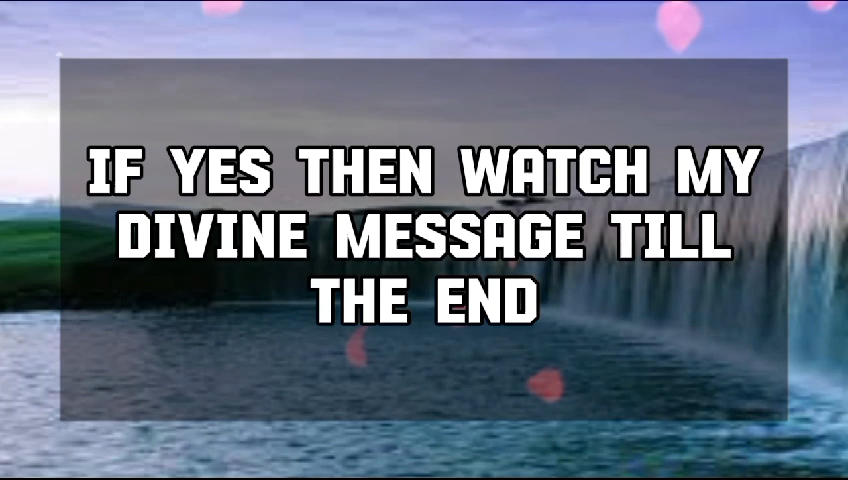 IF YES THEN WATCH MY
DIVINE MESSAGE TILL
THE END